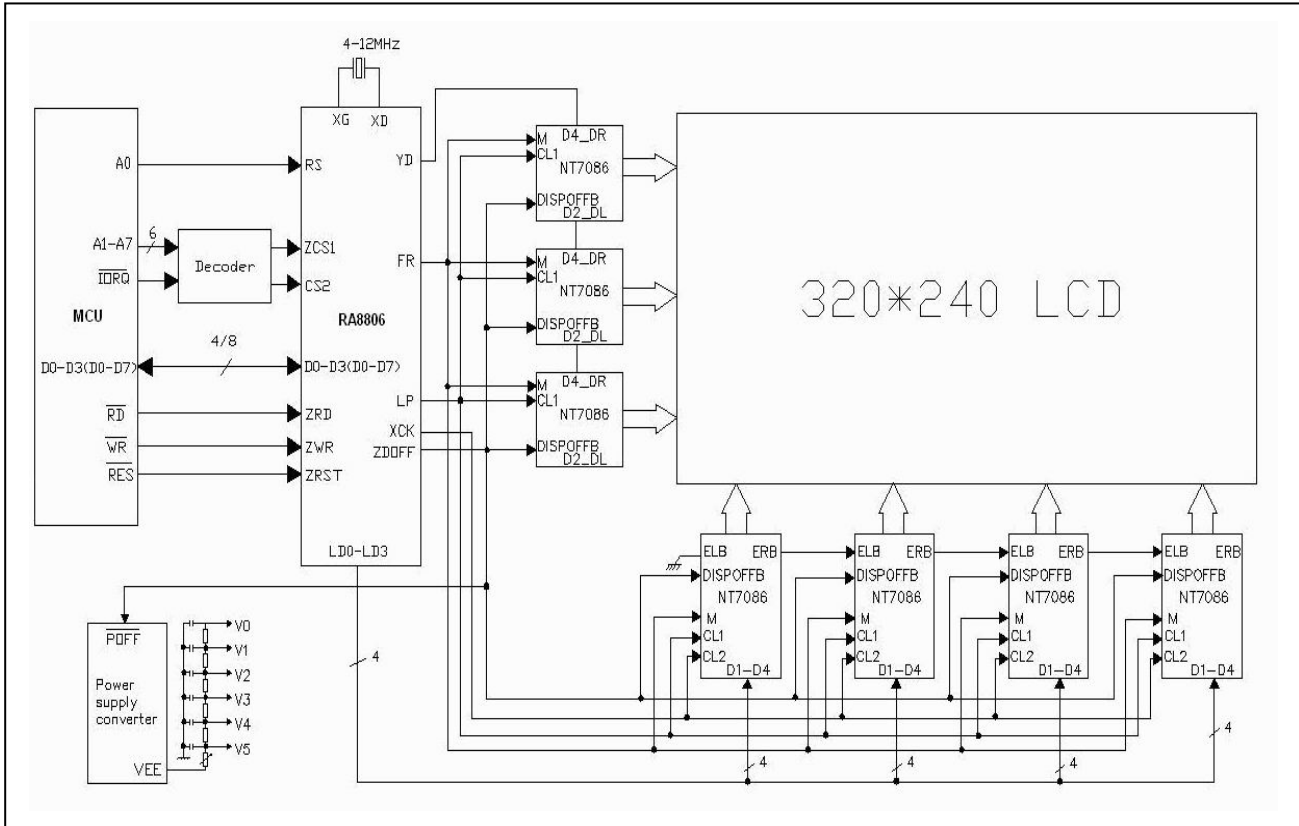 4-12MHz
XG XD
A0
A1-A7
6
IORQ
MCU
D0-D3(D0-D7)
4/8
RD
WR
RES
Decoder
RS
ZCS1
CS2
RA8806
D0-D3(D0-D7)
ZRD
ZWR
ZRST
YD
FR
LP
XCK
ZDOFF
LD0-LD3
D4_DR
M
CL1
NT7086
DISPOFFB
D2_DL
D4_DR
M
CL1
NT7086
DISPOFFB
D2_DL
D4_DR
M
CL1
NT7086
DISPOFFB
D2_DL
320*240 LCD
ELB ERB
DISPOFFB
NT7086
M
CL1
CL2
D1-D4
ELB ERB
DISPOFFB
NT7086
M
CL1
CL2
D1-D4
ELB ERB
DISPOFFB
NT7086
M
CL1
CL2
D1-D4
ELB ERB
DISPOFFB
NT7086
M
CL1
CL2
D1-D4
POFF
Power
supply
converter
VEE
V0
V1
V2
V3
V4
V5
4
4
4
4
4